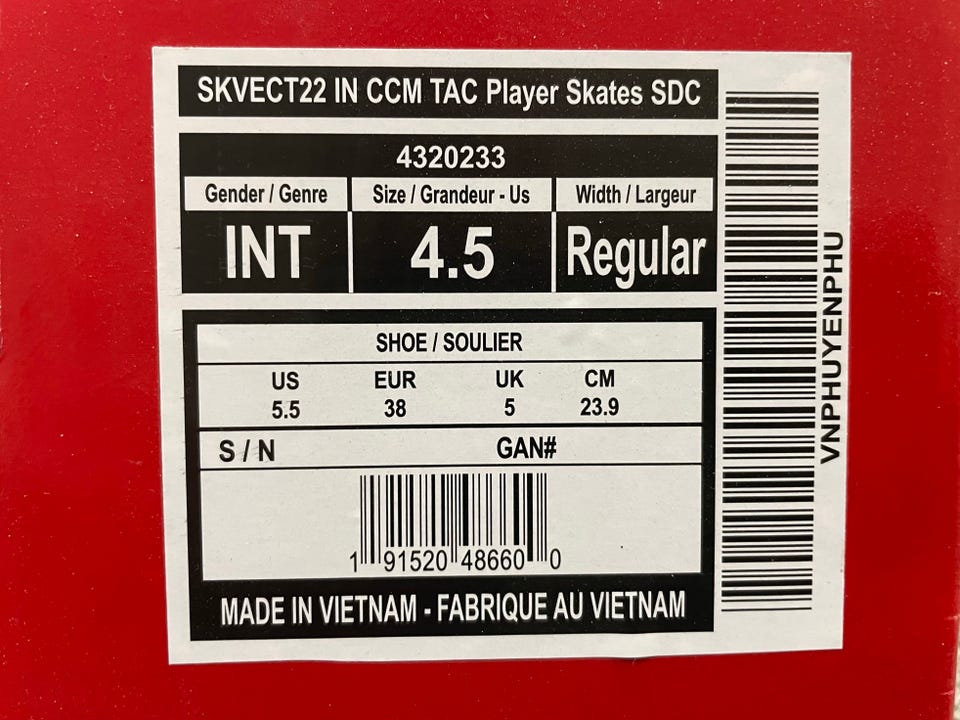 SKVECT22 IN CCM TAC Player Skates SDC
4320233
Gender / Genre Size / Grandeur - Us Width / Largeur
INT 4.5 Regular
SHOE / SOULIER
US EUR UK CM
5.5 38 5 23.9
S / N GAN#
1 91520 48660 0
MADE IN VIETNAM - FABRIQUE AU VIETNAM
VNPHUYENPHU